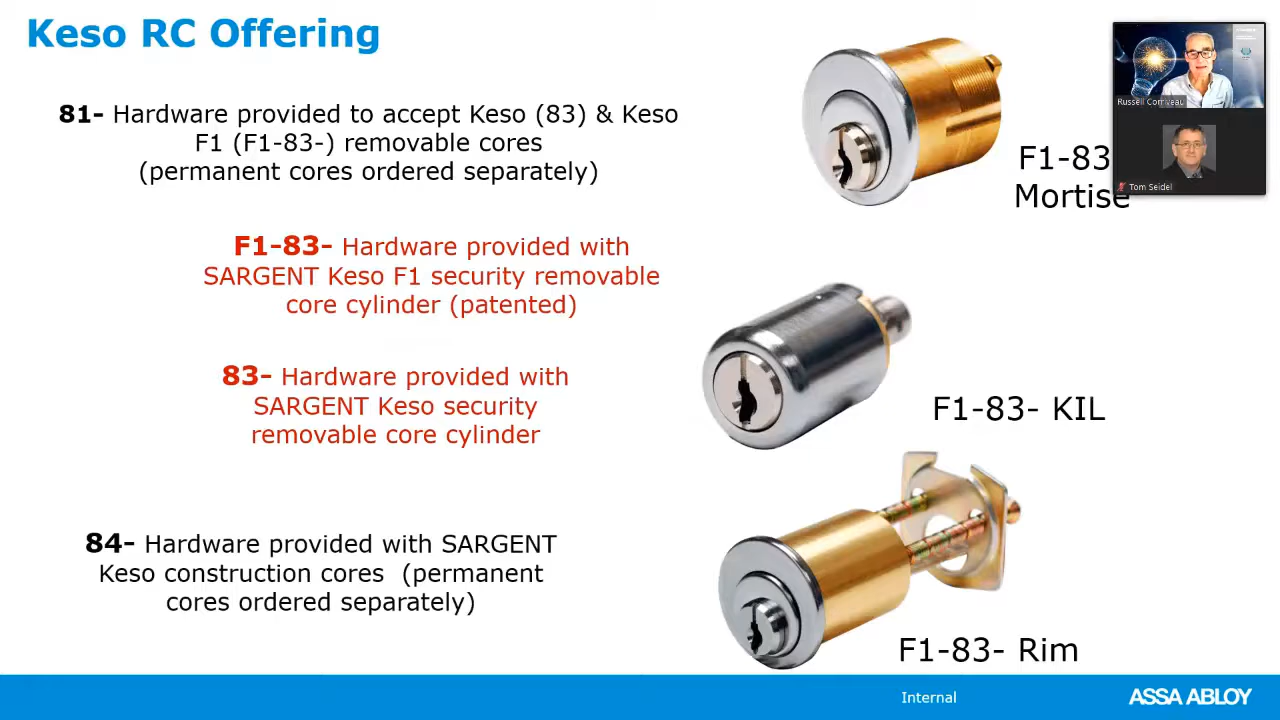 Keso RC Offering
81- Hardware provided to accept Keso (83) & Keso
F1 (F1-83-) removable cores
(permanent cores ordered separately)
F1-83- Hardware provided with
SARGENT Keso F1 security removable
core cylinder (patented)
83- Hardware provided with
SARGENT Keso security
removable core cylinder
84- Hardware provided with SARGENT
Keso construction cores (permanent
cores ordered separately)
F1-83
Mortise
F1-83- KIL
F1-83- Rim
Russell Corriveau
Tom Seidel
Internal
ASSA ABLOY